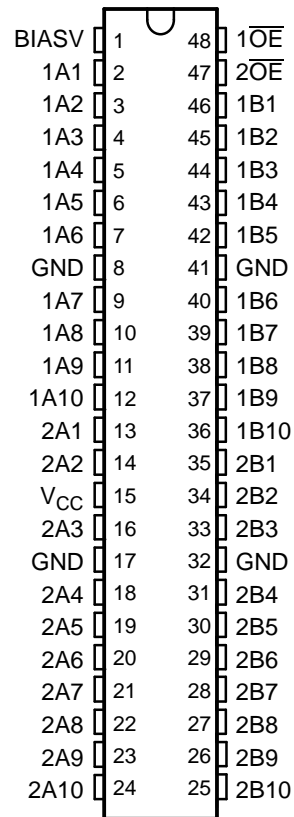 BIASV 1 48 1OE
1A1 2 47 2OE
1A2 3 46 1B1
1A3 4 45 1B2
1A4 5 44 1B3
1A5 6 43 1B4
1A6 7 42 1B5
GND 8 41 GND
1A7 9 40 1B6
1A8 10 39 1B7
1A9 11 38 1B8
1A10 12 37 1B9
2A1 13 36 1B10
2A2 14 35 2B1
VCC 15 34 2B2
2A3 16 33 2B3
GND 17 32 GND
2A4 18 31 2B4
2A5 19 30 2B5
2A6 20 29 2B6
2A7 21 28 2B7
2A8 22 27 2B8
2A9 23 26 2B9
2A10 24 25 2B10